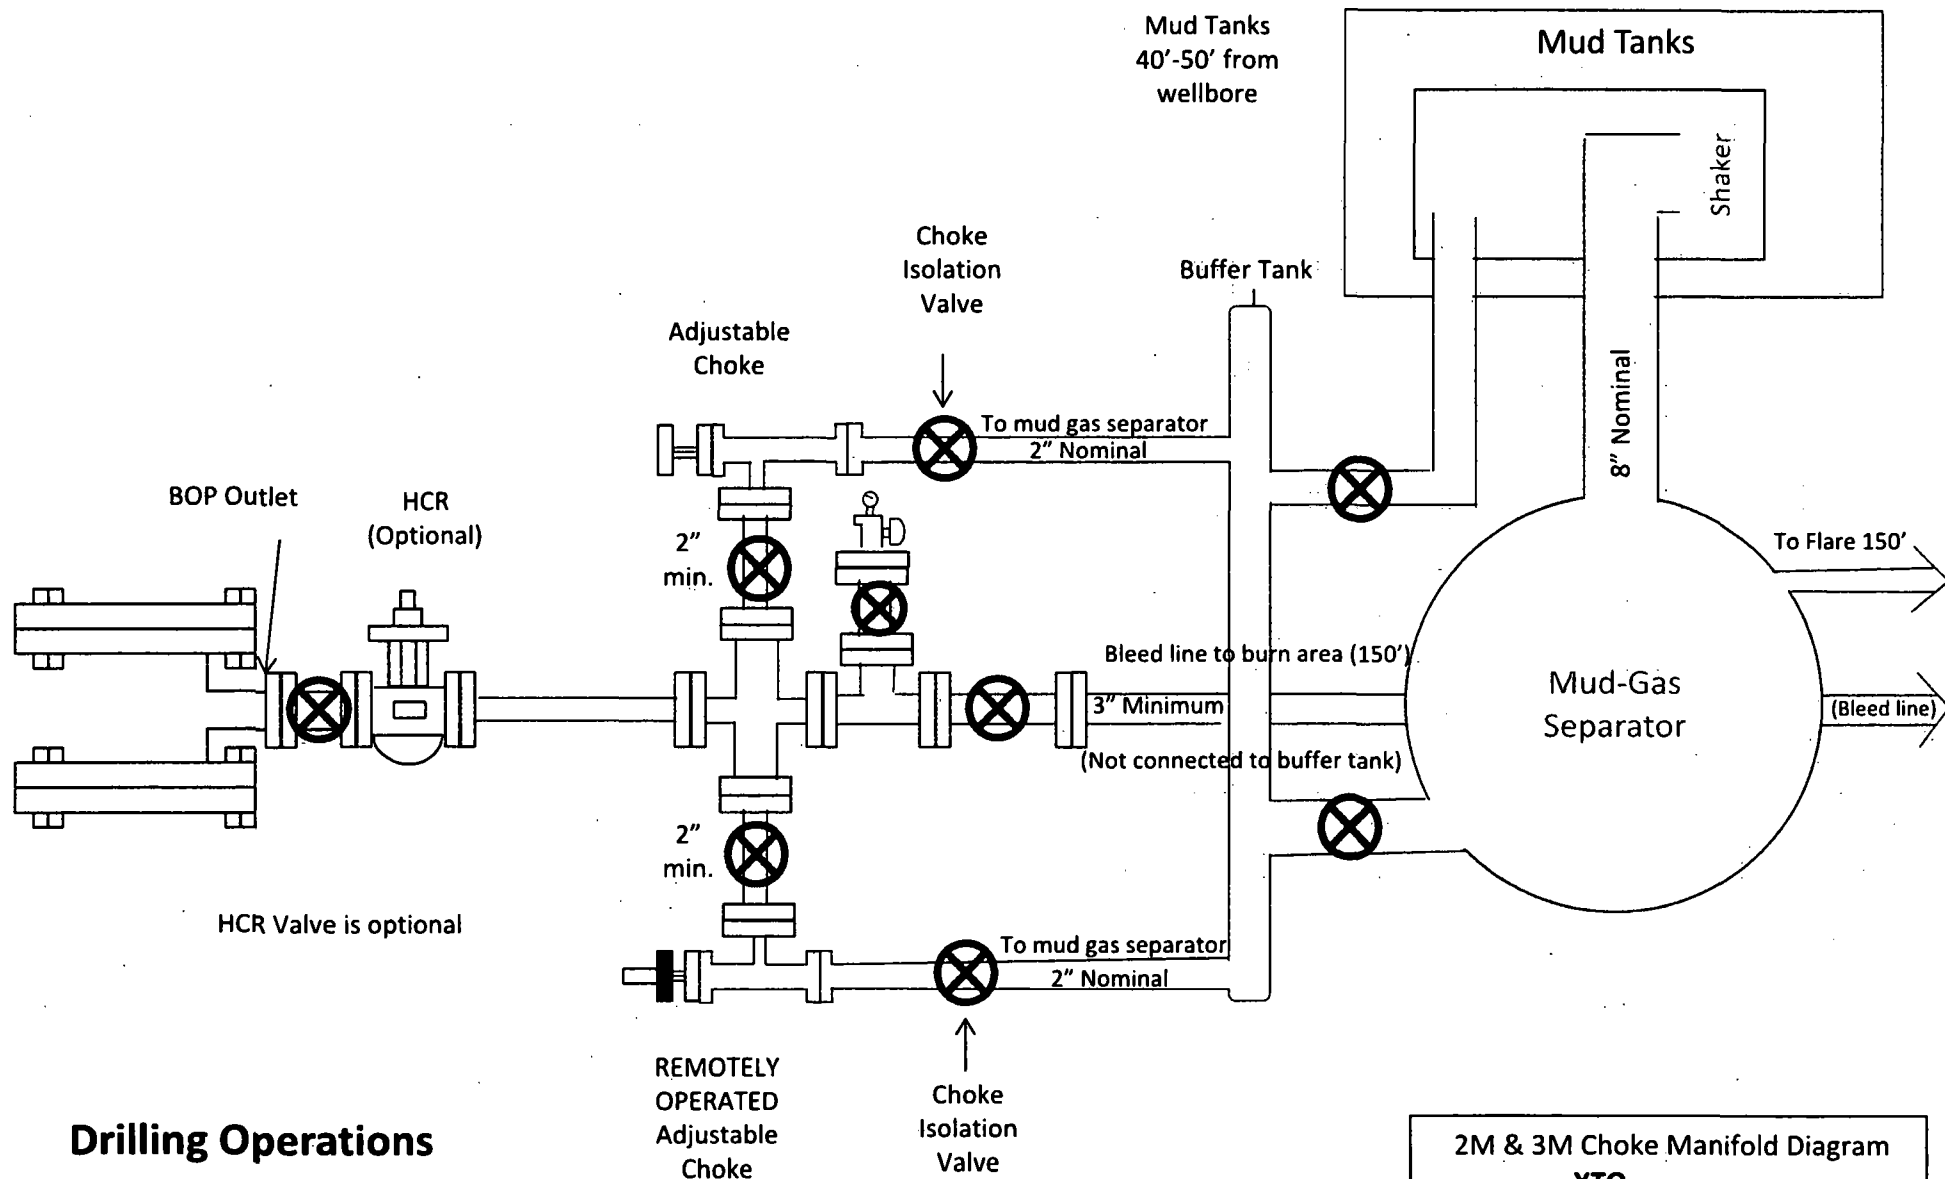 Mud Tanks
40'-50' from
wellbore
Mud Tanks
Shaker
Choke
Isolation
Valve
Buffer Tank
Adjustable
Choke
8” Nominal
To mud gas separator
2” Nominal
BOP Outlet
HCR
(Optional)
2”
min.
To Flare 150'
Bleed line to burn area (150')
3” Minimum
(Not connected to buffer tank)
Mud-Gas
Separator
(Bleed line)
2”
min.
HCR Valve is optional
To mud gas separator
2” Nominal
REMOTELY
OPERATED
Adjustable
Choke
Choke
Isolation
Valve
Drilling Operations
2M & 3M Choke Manifold Diagram
XTO